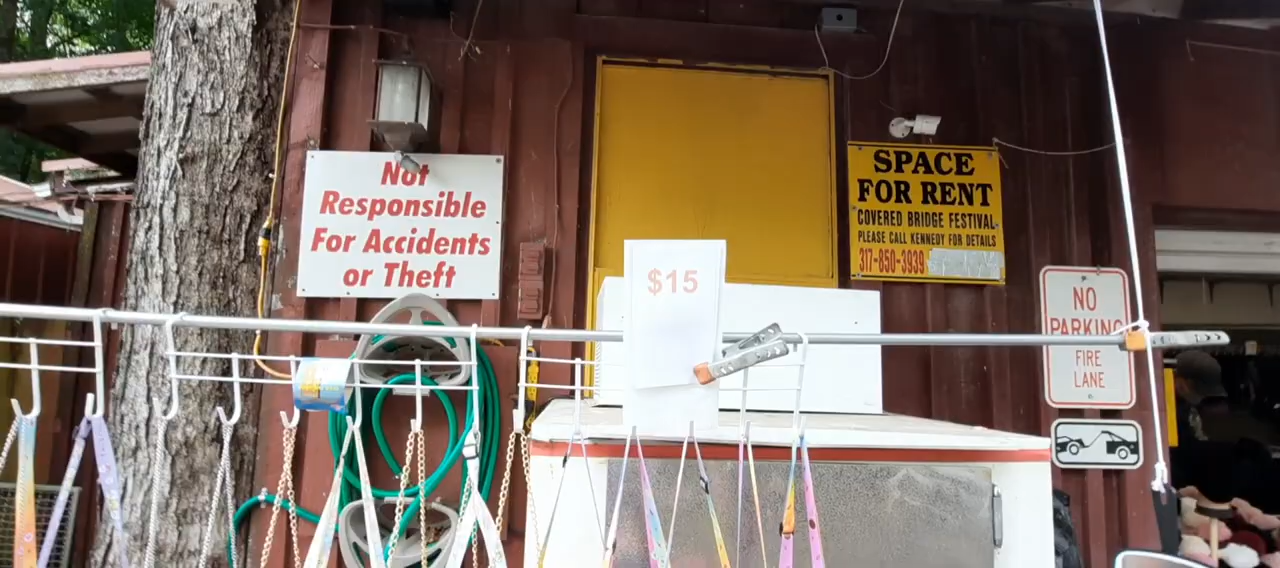 Not
Responsible
For Accidents
or Theft
SPACE
FOR RENT
COVERED BRIDGE FESTIVAL
PLEASE CALL KENNEDY FOR DETAILS
317-850-3939
$15
NO
PARKING
FIRE
LANE